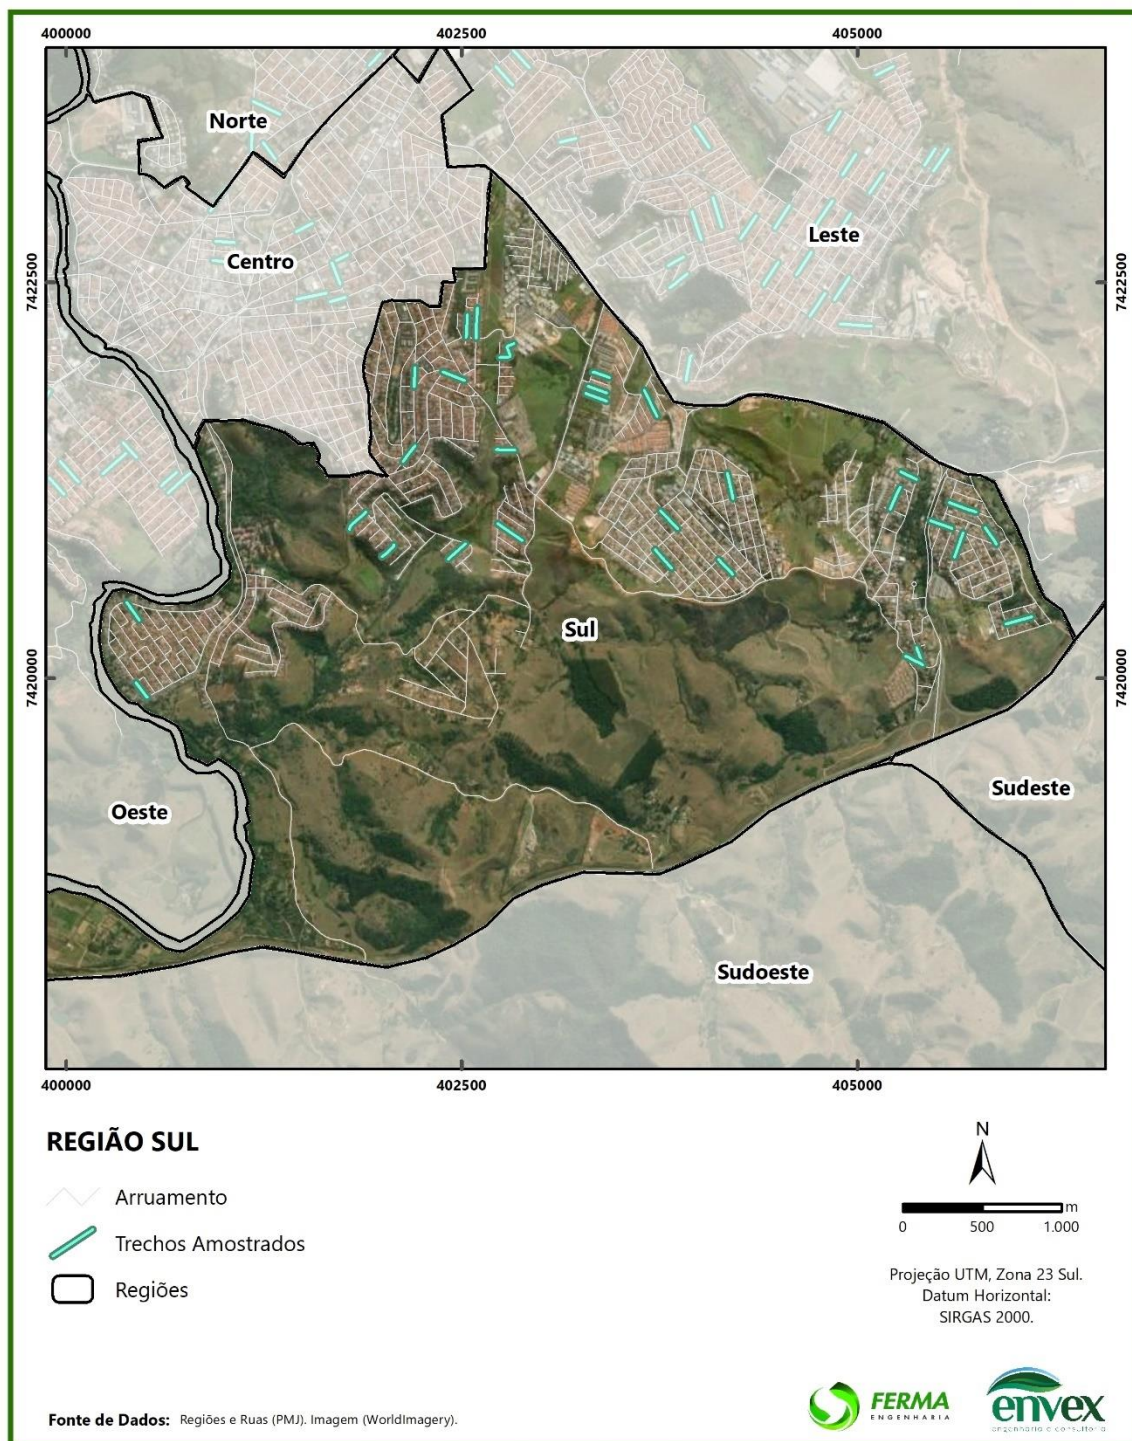 400000 402500 405000
Norte
Leste
Centro
7422500 7422500
Sul
7420000 7420000
Sudeste
Oeste
Sudoeste
400000 402500 405000
REGIÃO SUL
Arruamento
Trechos Amostrados
Regiões
N
m
0 500 1.000
Projeção UTM, Zona 23 Sul.
Datum Horizontal:
SIRGAS 2000.
Fonte de Dados: Regiões e Ruas (PMJ). Imagem (WorldImagery).
FERMA
ENGENHARIA
envex
engenharia e consultoria